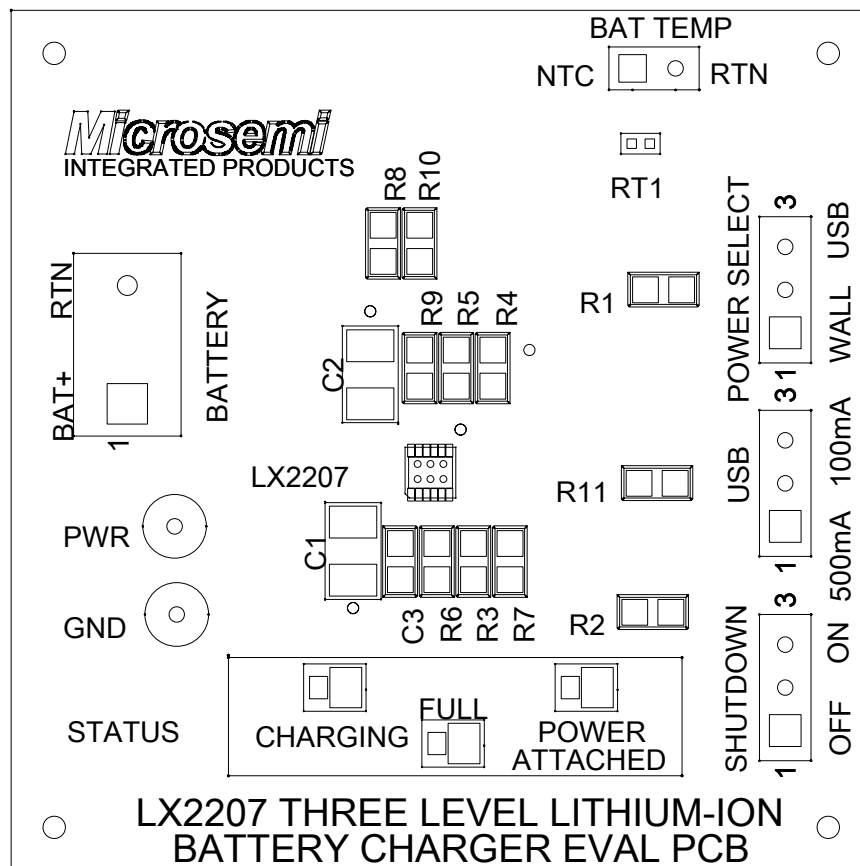 BAT TEMP
NTC
RTN
Microsemi
INTEGRATED PRODUCTS
RT1
R8
R10
POWER SELECT
3
1
USB
WALL
RTN
BAT+
1
BATTERY
R1
R9
R5
R4
C2
USB
3
1
100mA
500mA
LX2207
R11
PWR
C1
GND
C3
R6
R3
R7
R2
SHUTDOWN
3
1
ON
OFF
STATUS
CHARGING
FULL
POWER
ATTACHED
LX2207 THREE LEVEL LITHIUM-ION
BATTERY CHARGER EVAL PCB